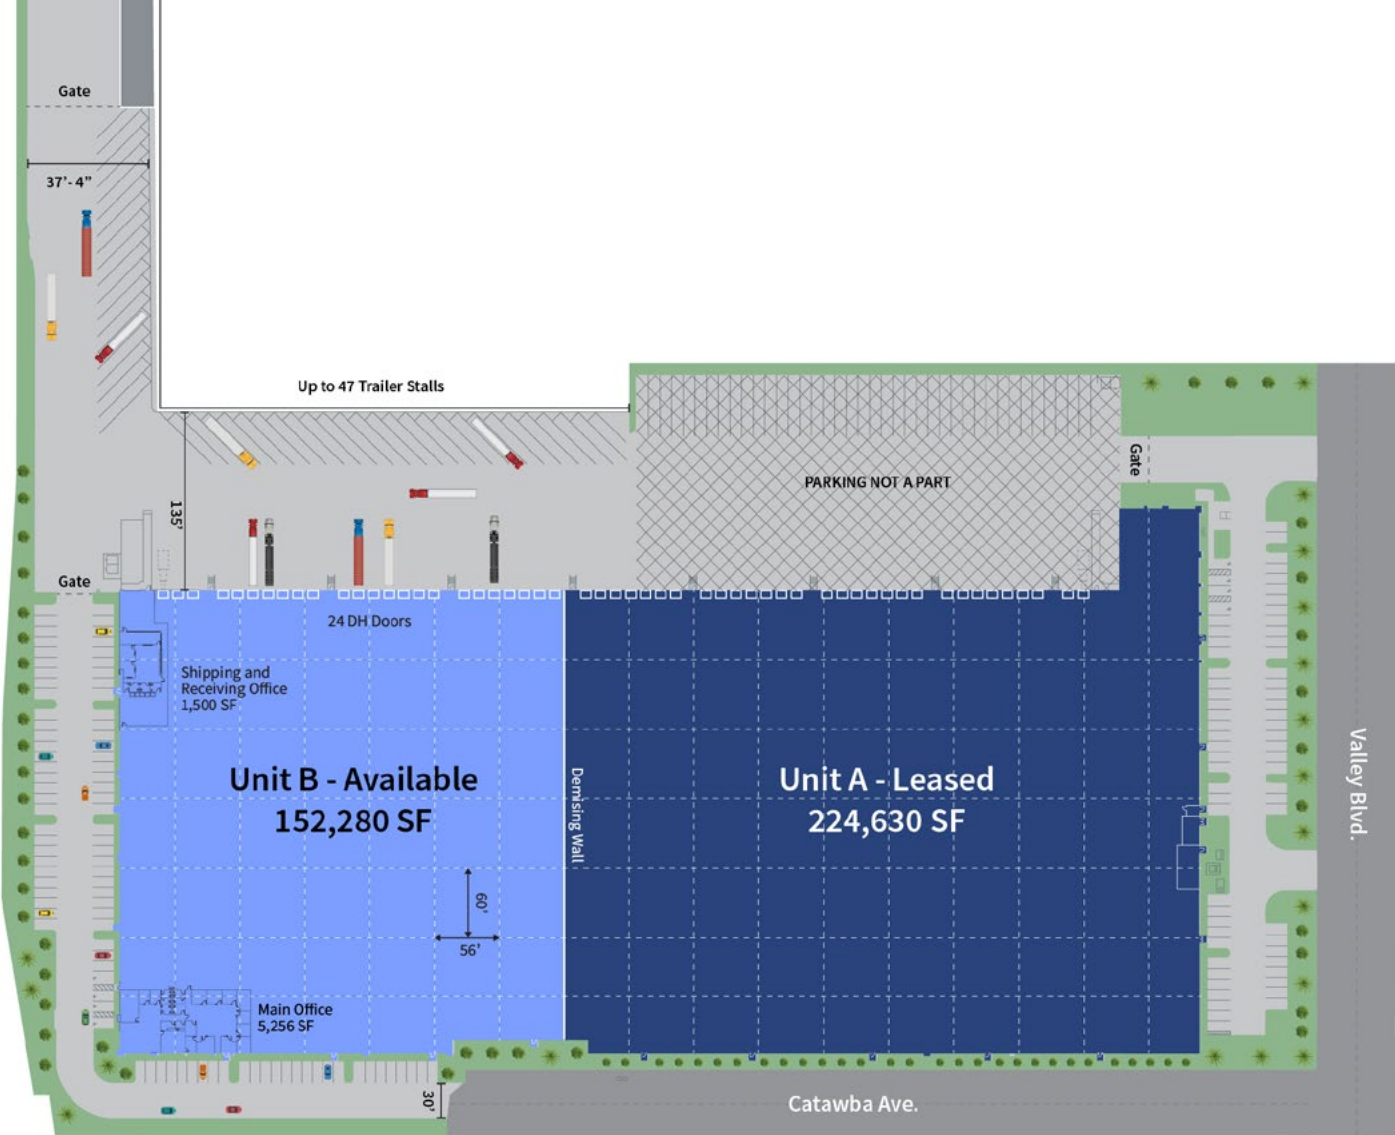 Gate
37'- 4"
Up to 47 Trailer Stalls
Gate
PARKING NOT A PART
135'
Gate
24 DH Doors
Shipping and
Receiving Office
1,500 SF
Unit B - Available
152,280 SF
Demising Wall
Unit A - Leased
224,630 SF
Valley Blvd.
60'
56'
Main Office
5,256 SF
30'
Catawba Ave.